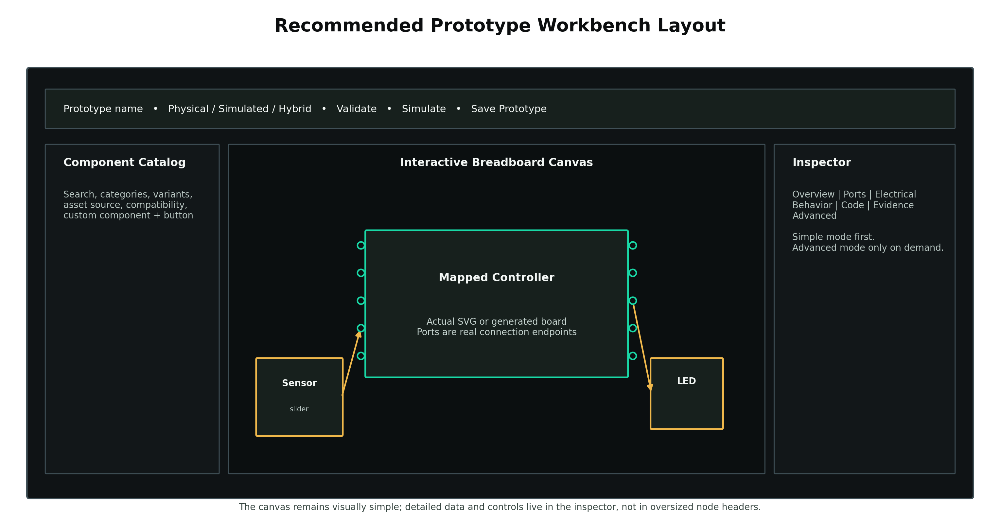 Recommended Prototype Workbench Layout
Prototype name • Physical / Simulated / Hybrid • Validate • Simulate • Save Prototype
Component Catalog
Search, categories, variants,
asset source, compatibility,
custom component + button
Interactive Breadboard Canvas
Mapped Controller
Actual SVG or generated board
Ports are real connection endpoints
Sensor
slider
LED
Inspector
Overview | Ports | Electrical
Behavior | Code | Evidence
Advanced
Simple mode first.
Advanced mode only on demand.
The canvas remains visually simple; detailed data and controls live in the inspector, not in oversized node headers.